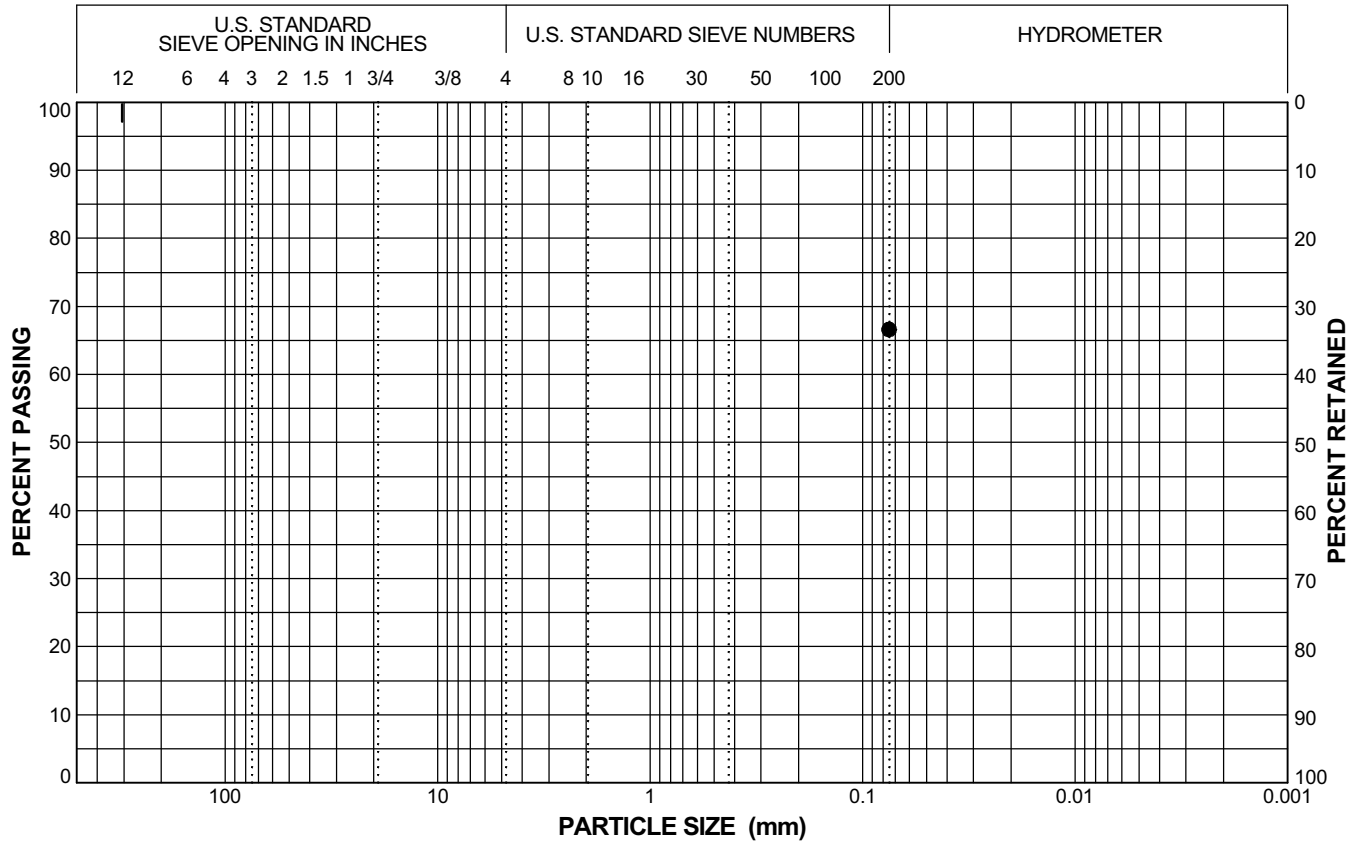 U.S. STANDARD
SIEVE OPENING IN INCHES
U.S. STANDARD SIEVE NUMBERS
HYDROMETER
12 6 4 3 2 1.5 1 3/4 3/8 4 8 10 16 30 50 100 200
100 0
90 10
80 20
70 30
60 40
50 50
40 60
30 70
20 80
10 90
0 100
PERCENT PASSING
PERCENT RETAINED
100 10 1 0.1 0.01 0.001
PARTICLE SIZE (mm)